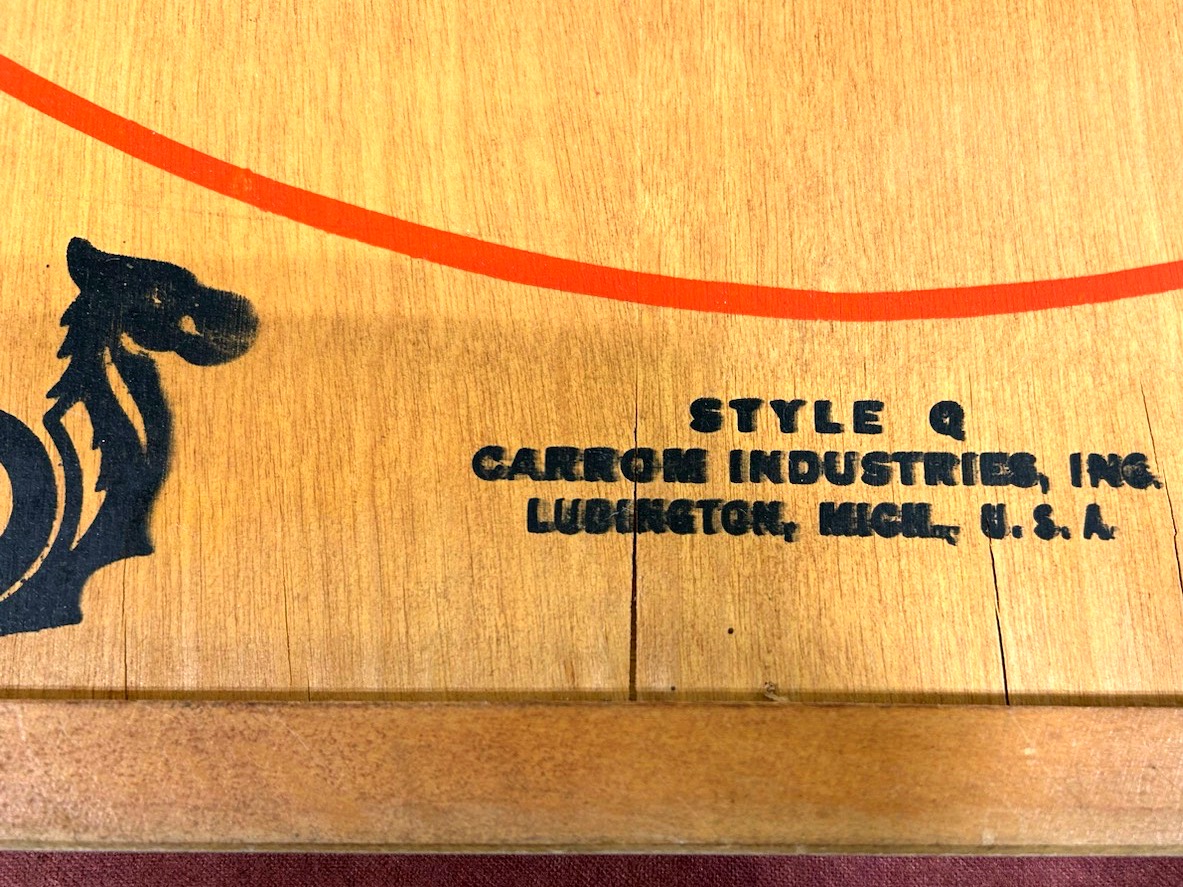 STYLE Q
CARROM INDUSTRIES, INC.
LUDINGTON, MICH., U. S. A.